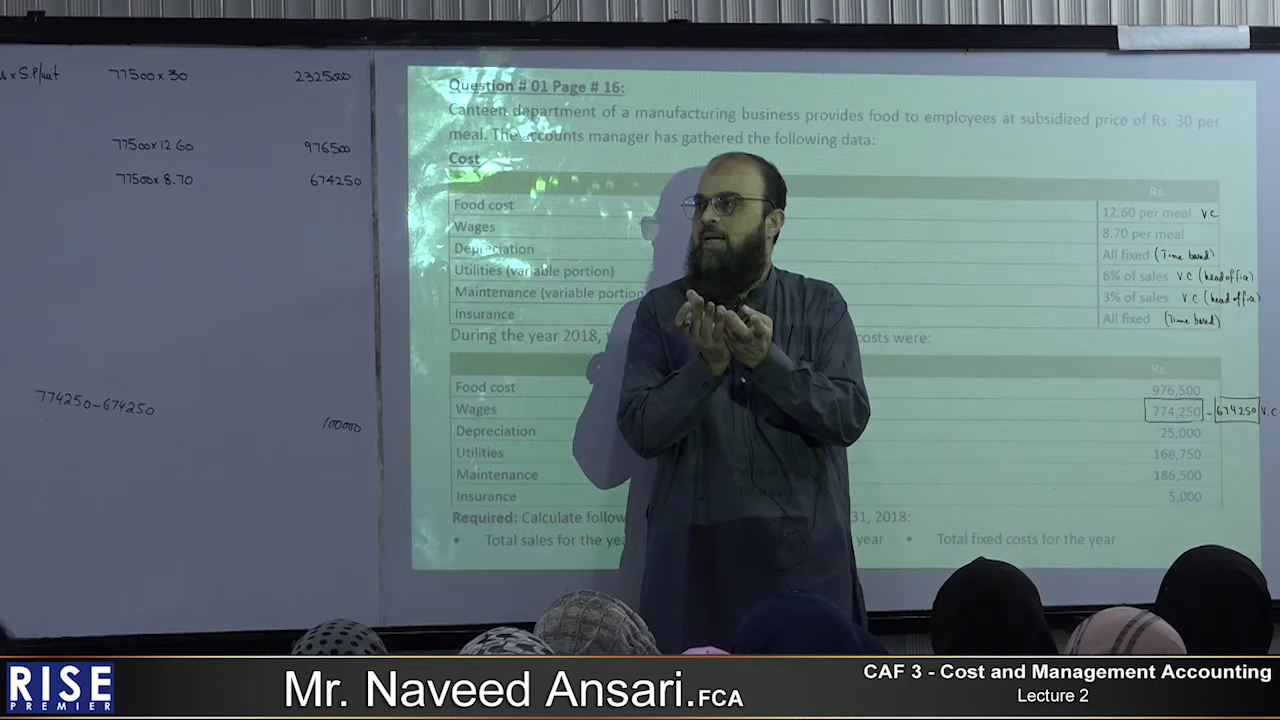 x S.P/unit 77500 x 30 2325000
77500 x 12.60 976500
77500 x 8.70 674250
774250 – 674250
100000
Question # 01 Page # 16:
Canteen department of a manufacturing business provides food to employees at subsidized price of Rs. 30 per
meal. The accounts manager has gathered the following data:
Cost
Rs.
Food cost 12.60 per meal V.C
Wages 8.70 per meal
Depreciation All fixed (Time based)
Utilities (variable portion) 6% of sales V.C (head office)
Maintenance (variable portion 3% of sales V.C (head office)
Insurance All fixed (Time based)
During the year 2018, costs were:
Rs.
Food cost 976,500
Wages 774,250 – 674250 V.C
Depreciation 25,000
Utilities 168,750
Maintenance 186,500
Insurance 5,000
Required: Calculate 31, 2018:
• Total sales for the year • Total fixed costs for the year
RISE
PREMIER
Mr. Naveed Ansari.FCA
CAF 3 - Cost and Management Accounting
Lecture 2